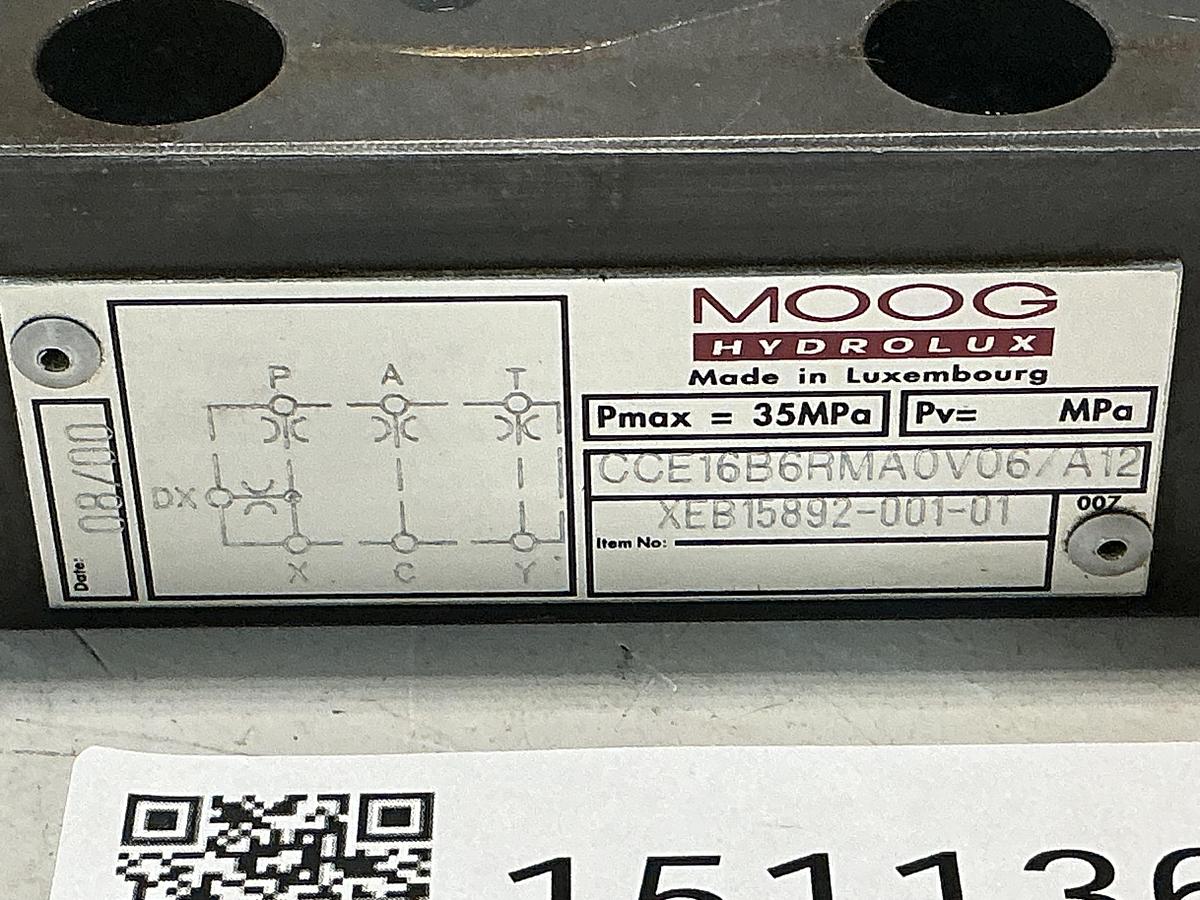 MOOG
HYDROLUX
Made in Luxembourg
Pmax = 35MPa
Pv= MPa
CCE16B6RMA0V06/A12
XEB15892-001-01
007
Item No:
Date: 08/00
P A T
DX
X C Y
15113